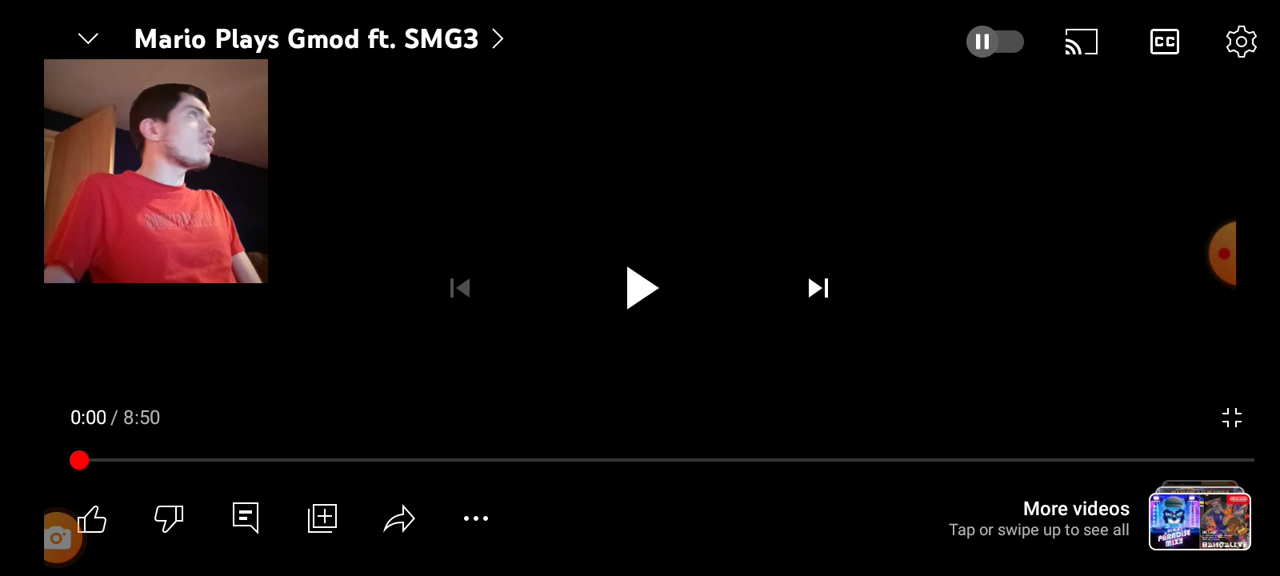 Mario Plays Gmod ft. SMG3
CC
0:00 / 8:50
More videos
Tap or swipe up to see all
PARADISE